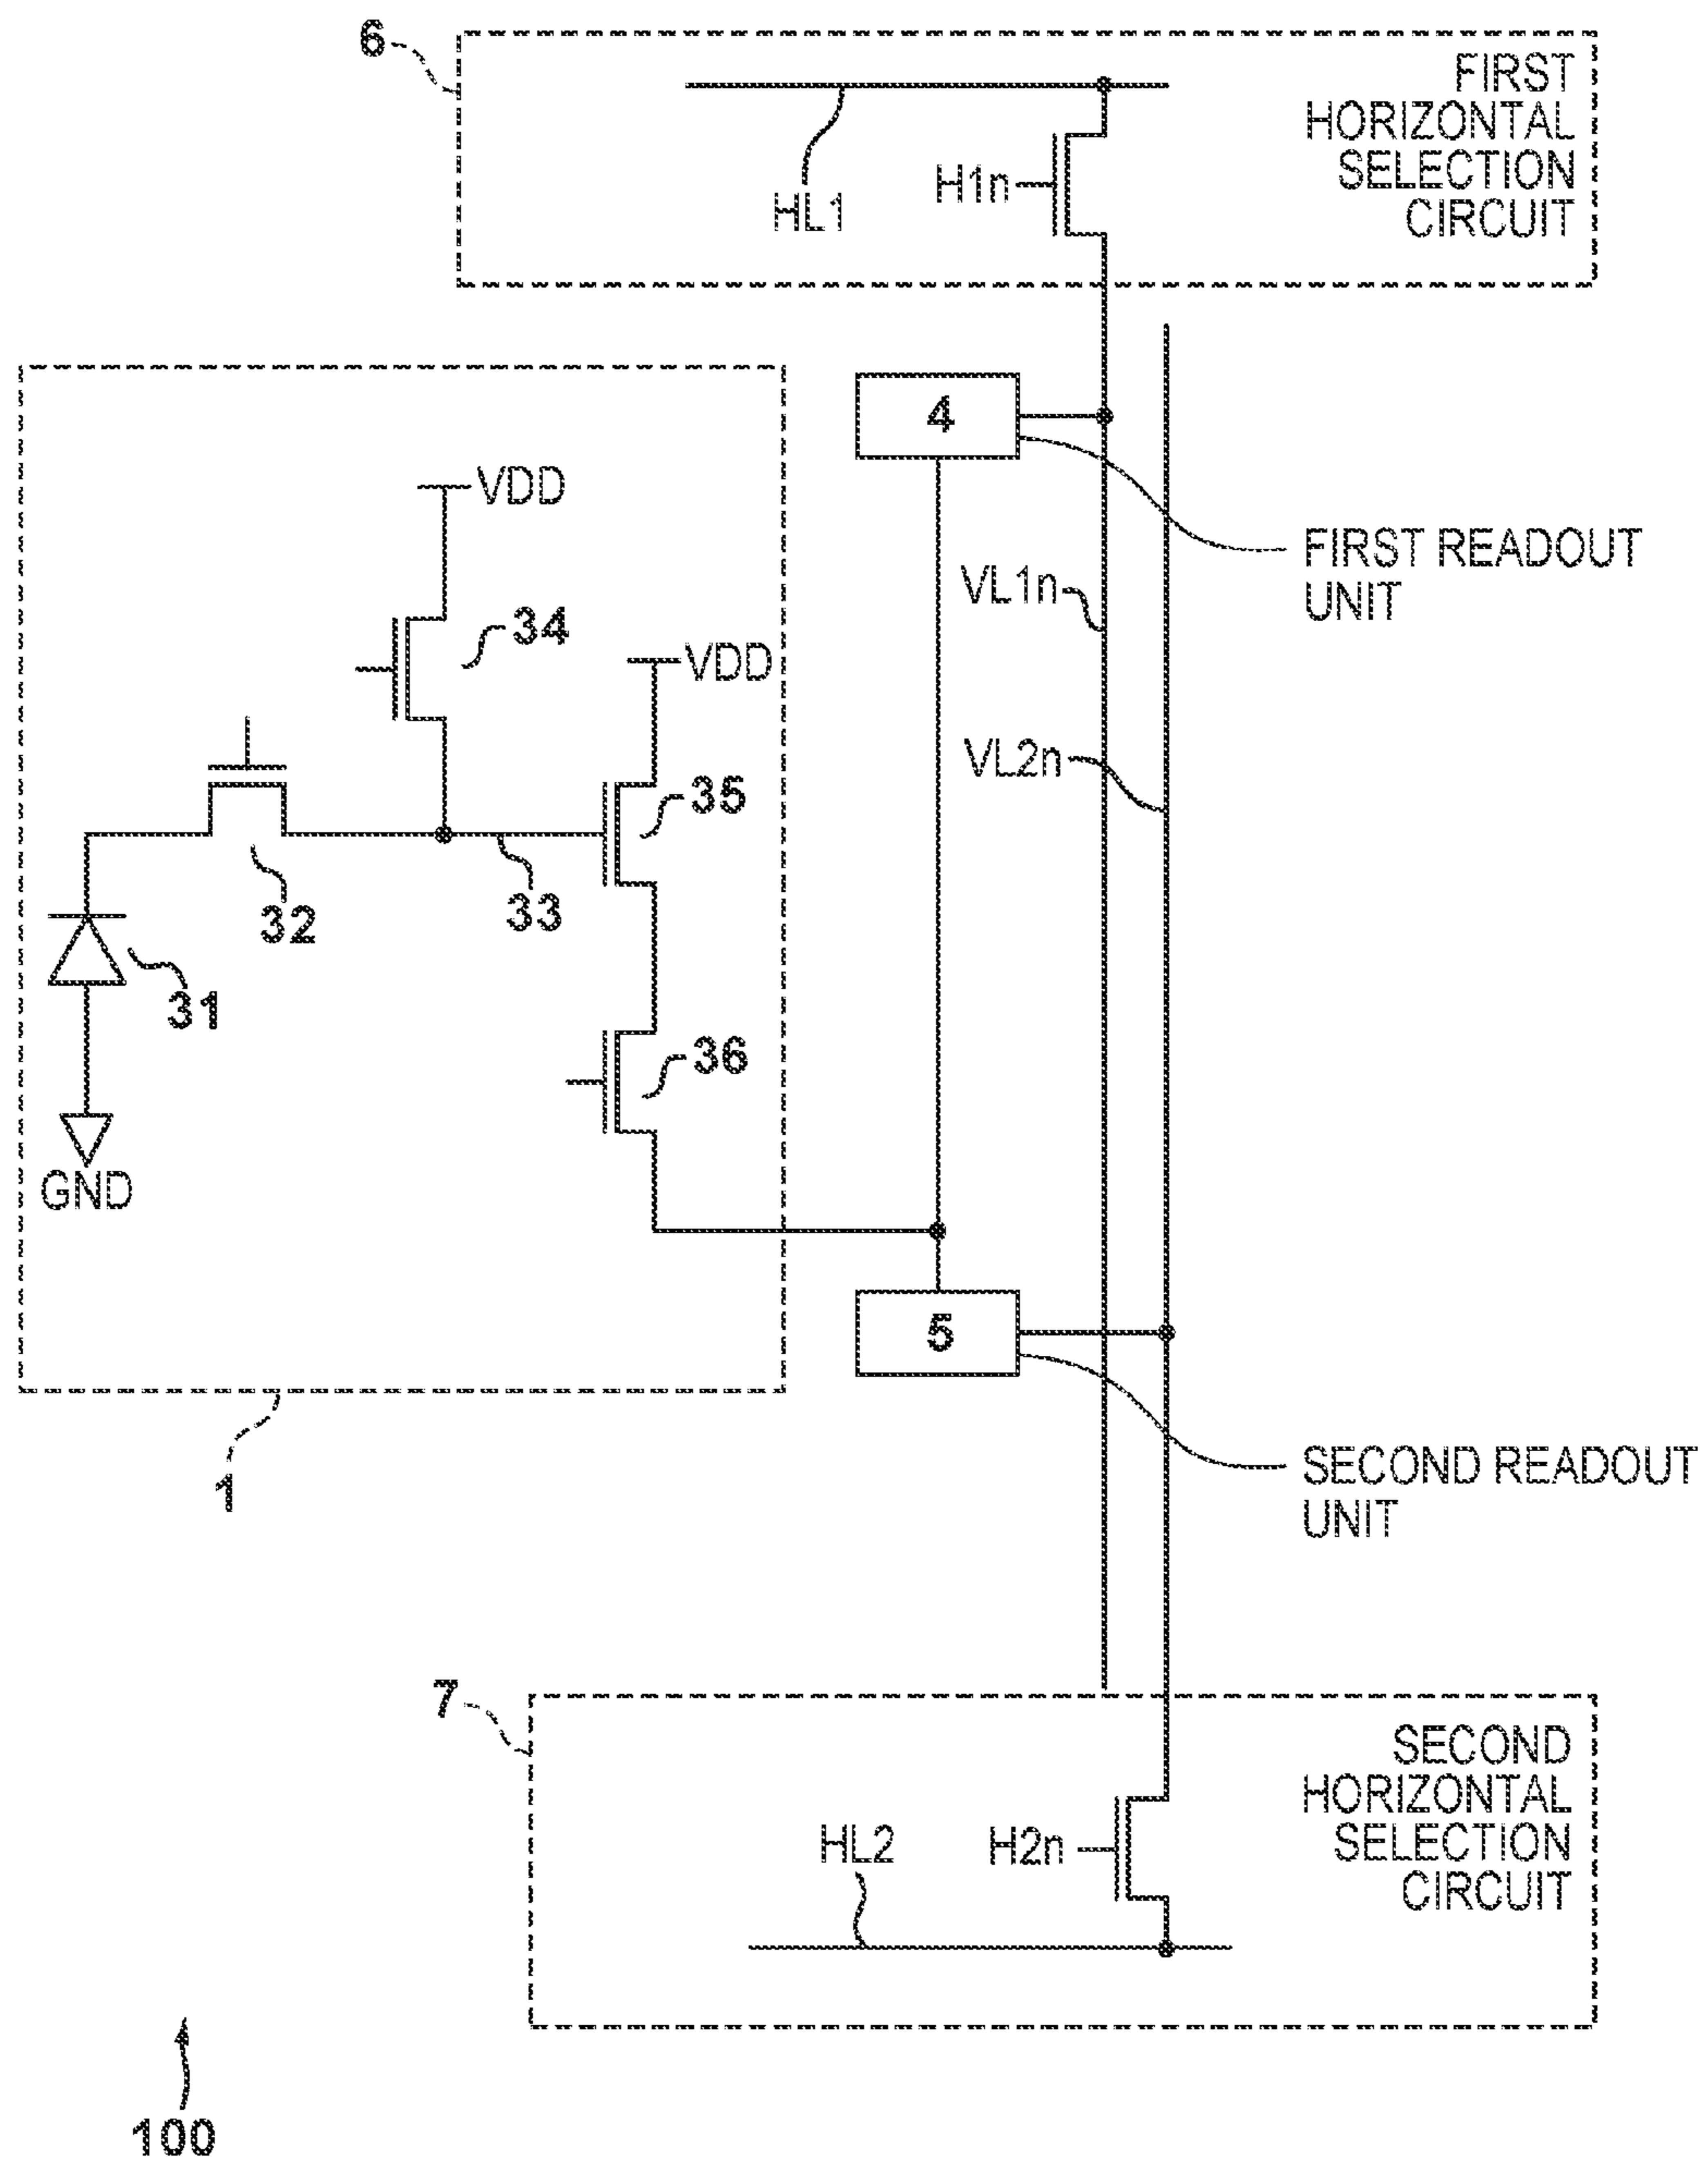 6
FIRST
HORIZONTAL
SELECTION
CIRCUIT
H1n
HL1
4
VDD
FIRST READOUT
UNIT
VL1n
34
VDD
VL2n
35
33
32
31
36
GND
5
1
SECOND READOUT
UNIT
7
SECOND
HORIZONTAL
SELECTION
CIRCUIT
HL2
H2n
100